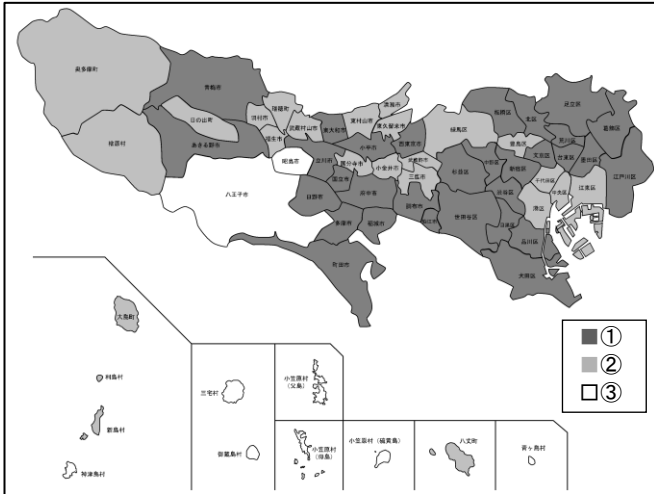 奥多摩町
青梅市
日の出町
檜原村
あきる野市
羽村市
瑞穂町
福生市
武蔵村山市
東大和市
東村山市
清瀬市
東久留米市
昭島市
立川市
小平市
西東京市
練馬区
板橋区
北区
足立区
葛飾区
荒川区
豊島区
文京区
台東区
墨田区
江戸川区
八王子市
国立市
国分寺市
小金井市
武蔵野市
三鷹市
杉並区
中野区
新宿区
千代田区
中央区
江東区
日野市
府中市
調布市
狛江市
世田谷区
渋谷区
港区
目黒区
品川区
多摩市
稲城市
町田市
大田区
①
②
③
大島町
利島村
新島村
神津島村
三宅村
御蔵島村
小笠原村
(父島)
小笠原村
(母島)
小笠原村(硫黄島)
八丈町
青ヶ島村